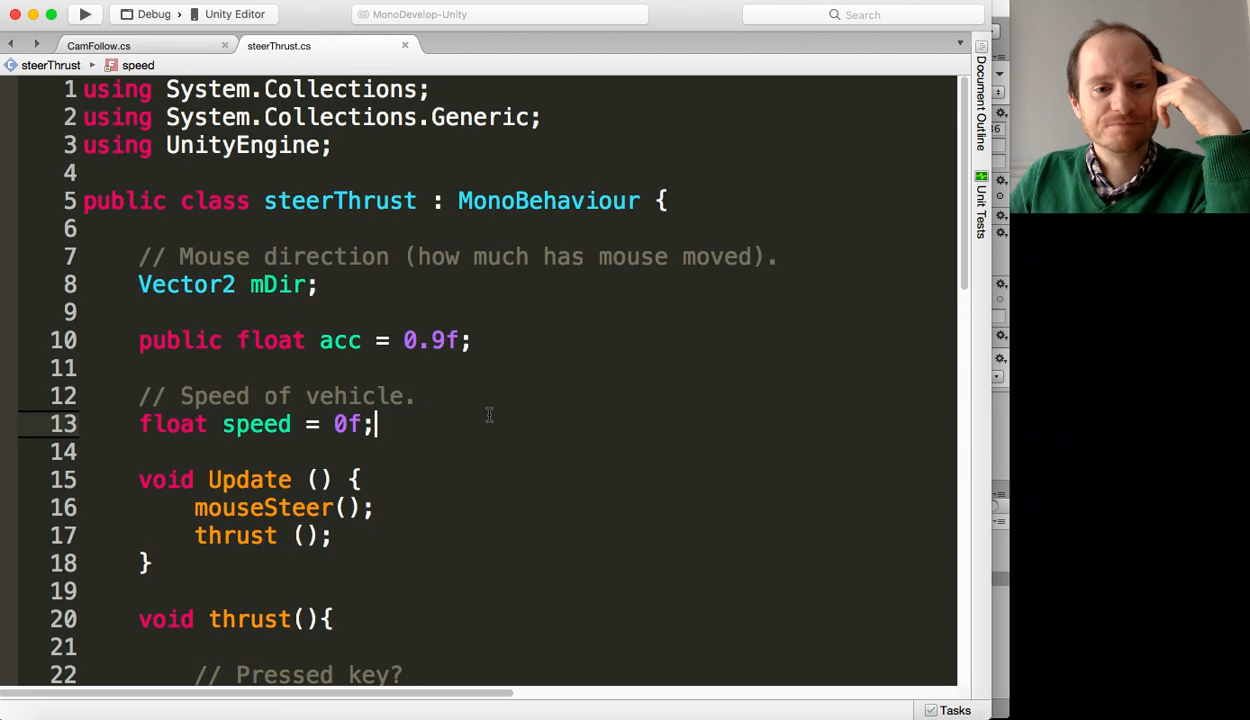 Debug › Unity Editor
MonoDevelop-Unity
Search
CamFollow.cs
steerThrust.cs
steerThrust
speed
1 using System.Collections;
2 using System.Collections.Generic;
3 using UnityEngine;
4
5 public class steerThrust : MonoBehaviour {
6
7 // Mouse direction (how much has mouse moved).
8 Vector2 mDir;
9
10 public float acc = 0.9f;
11
12 // Speed of vehicle.
13 float speed = 0f;
14
15 void Update () {
16 mouseSteer();
17 thrust ();
18 }
19
20 void thrust(){
21
22 // Pressed key?
Document Outline
Unit Tests
Tasks